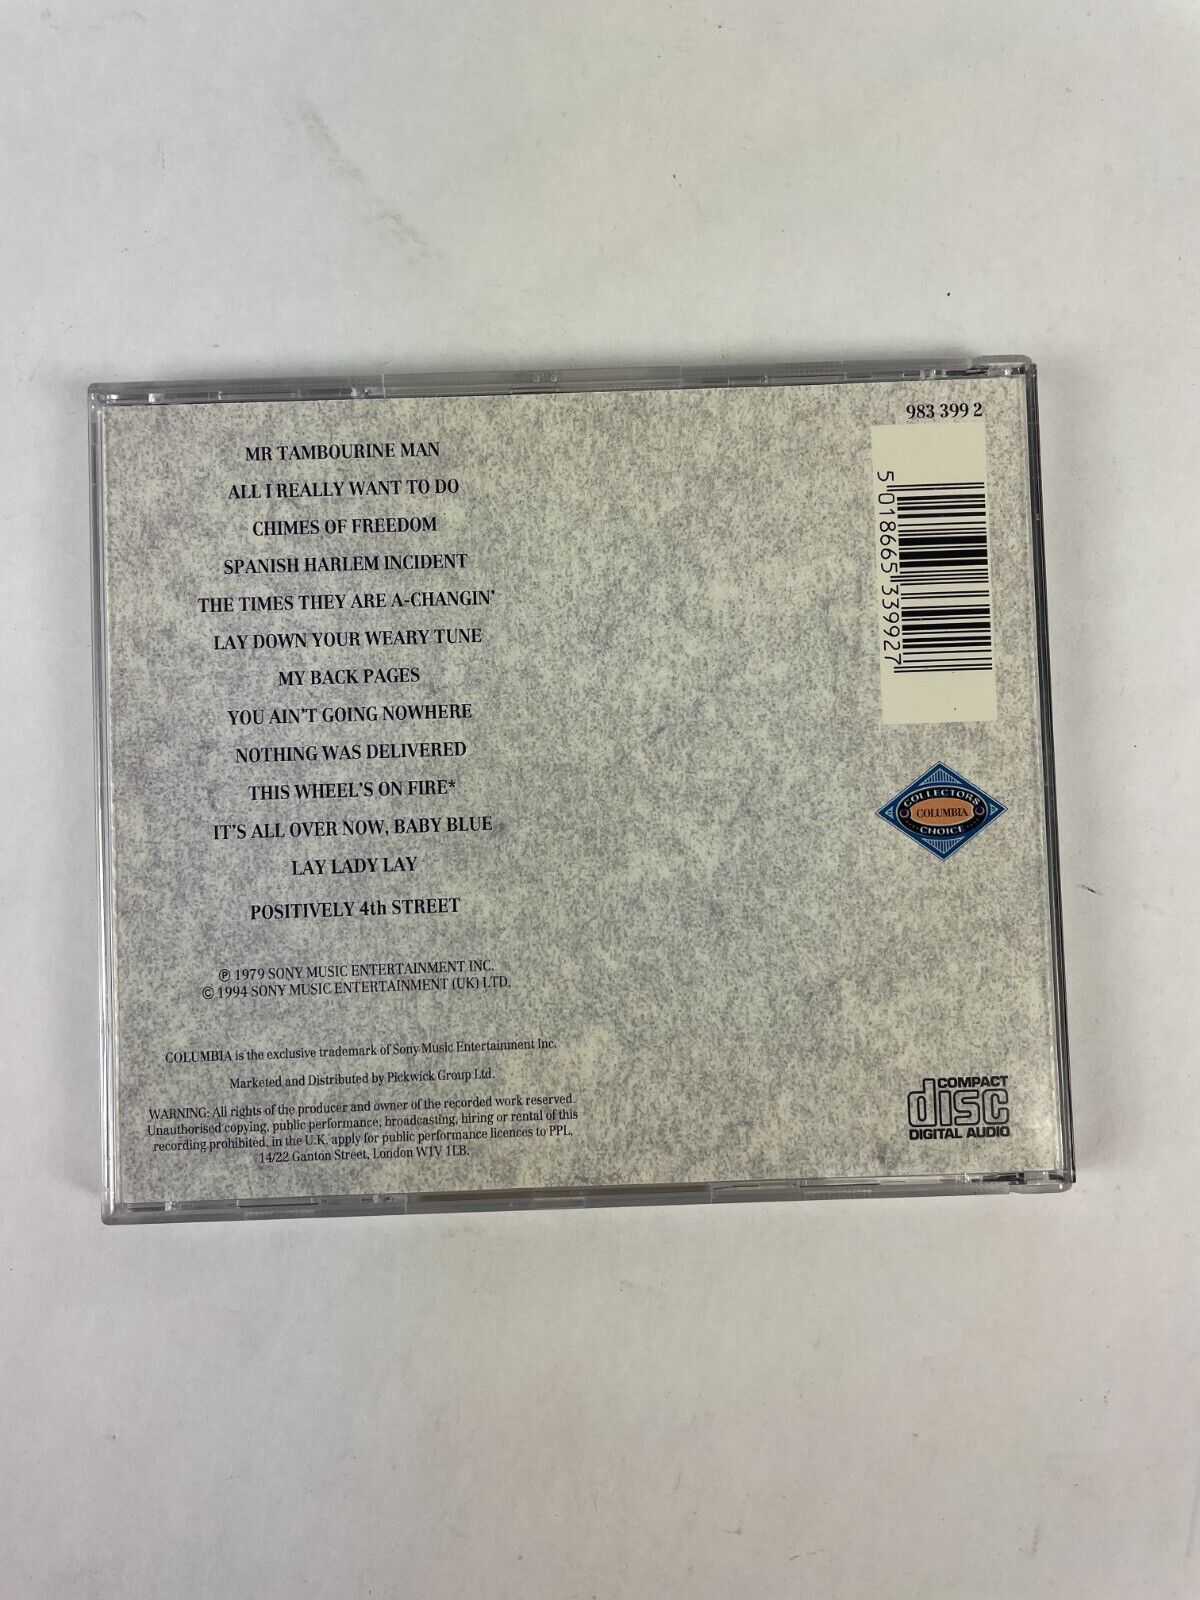 983 399 2
5 018665 339927
MR TAMBOURINE MAN
ALL I REALLY WANT TO DO
CHIMES OF FREEDOM
SPANISH HARLEM INCIDENT
THE TIMES THEY ARE A-CHANGIN'
LAY DOWN YOUR WEARY TUNE
MY BACK PAGES
YOU AIN'T GOING NOWHERE
NOTHING WAS DELIVERED
THIS WHEEL'S ON FIRE*
IT'S ALL OVER NOW, BABY BLUE
LAY LADY LAY
POSITIVELY 4th STREET
COLLECTORS
COLUMBIA
CHOICE
℗ 1979 SONY MUSIC ENTERTAINMENT INC.
© 1994 SONY MUSIC ENTERTAINMENT (UK) LTD.
COLUMBIA is the exclusive trademark of Sony Music Entertainment Inc.
Marketed and Distributed by Pickwick Group Ltd.
WARNING: All rights of the producer and owner of the recorded work reserved.
Unauthorised copying, public performance, broadcasting, hiring or rental of this
recording prohibited, in the U.K. apply for public performance licences to PPL,
14/22 Ganton Street, London W1V 1LB.
COMPACT
disc
DIGITAL AUDIO